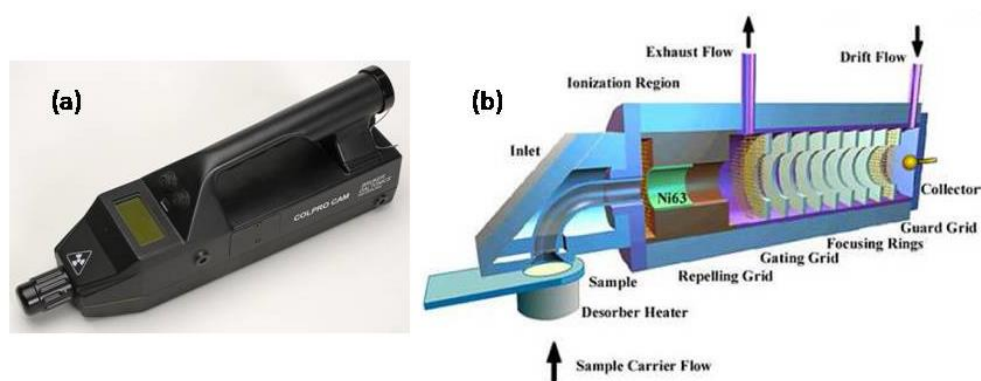 (a)
COLPRO CAM
(b)
Exhaust Flow
Drift Flow
Ionization Region
Inlet
Ni63
Collector
Guard Grid
Focusing Rings
Gating Grid
Repelling Grid
Sample
Desorber Heater
Sample Carrier Flow